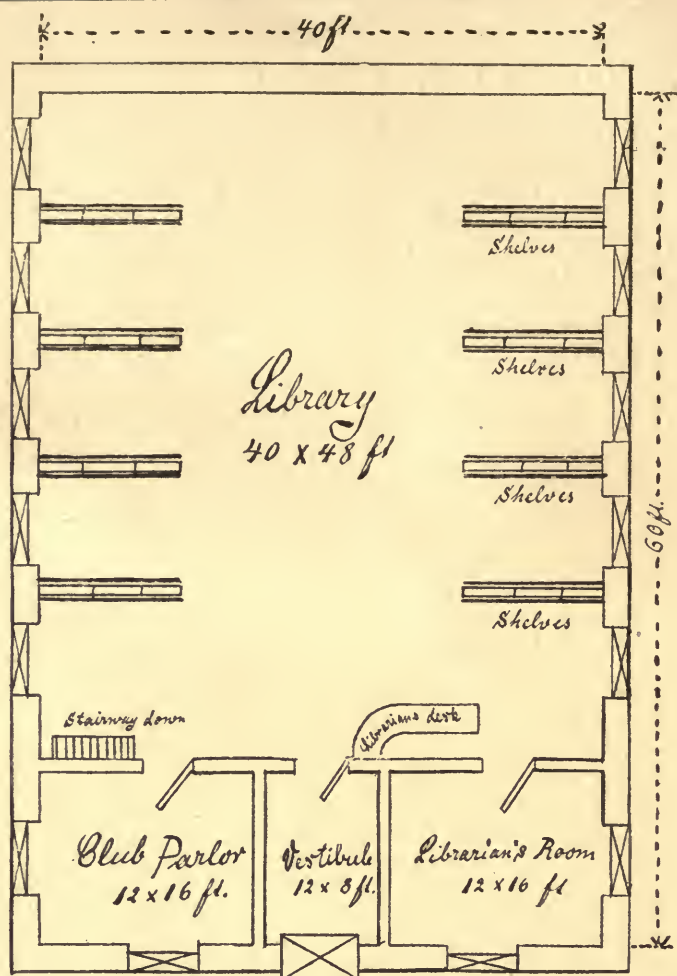 40 ft
Shelves
Shelves
Library
40 x 48 ft
Shelves
60 ft.
Shelves
Stairway down
Librarians desk
Club Parlor
12 x 16 ft.
Vestibule
12 x 8 ft.
Librarian's Room
12 x 16 ft